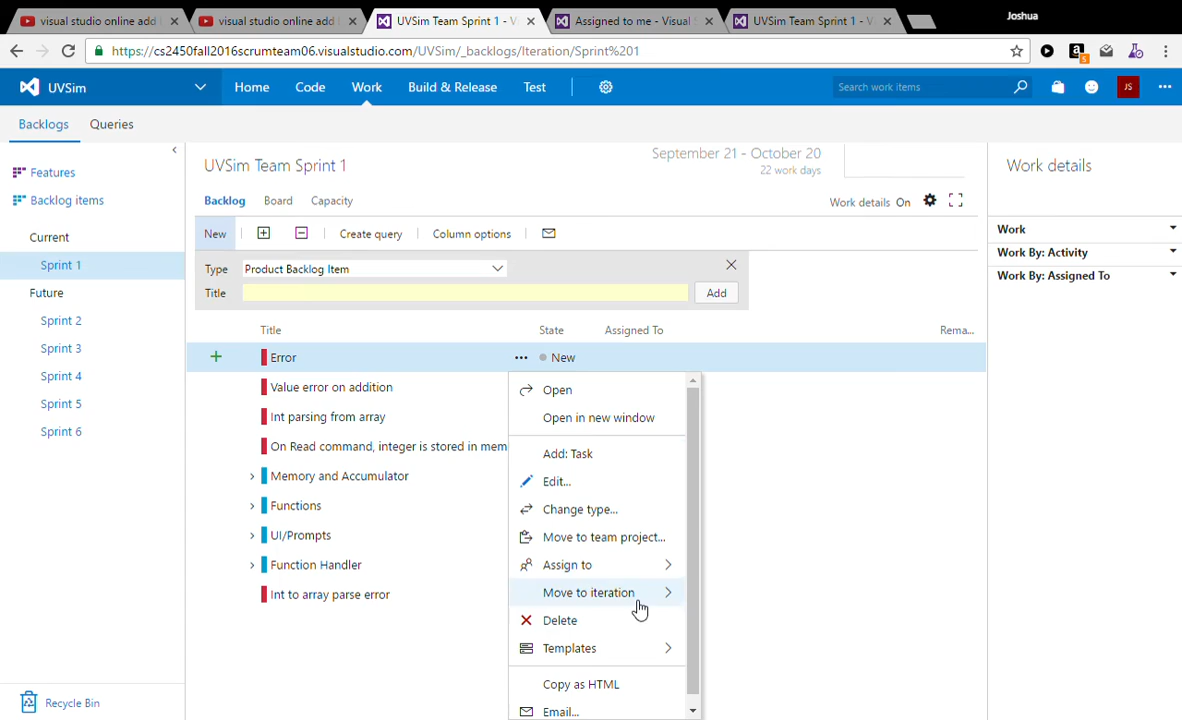 visual studio online add
visual studio online add
UVSim Team Sprint 1 - V
Assigned to me - Visual S
UVSim Team Sprint 1 - V
Joshua
https://cs2450fall2016scrumteam06.visualstudio.com/UVSim/_backlogs/Iteration/Sprint%201
UVSim
Home
Code
Work
Build & Release
Test
Search work items
JS
Backlogs
Queries
Features
Backlog items
Current
Sprint 1
Future
Sprint 2
Sprint 3
Sprint 4
Sprint 5
Sprint 6
Recycle Bin
UVSim Team Sprint 1
September 21 - October 20
22 work days
Backlog
Board
Capacity
Work details On
New
Create query
Column options
Type
Product Backlog Item
Title
Add
Title
State
Assigned To
Rema...
Error
New
Value error on addition
Int parsing from array
On Read command, integer is stored in mem
Memory and Accumulator
Functions
UI/Prompts
Function Handler
Int to array parse error
Open
Open in new window
Add: Task
Edit...
Change type...
Move to team project...
Assign to
Move to iteration
Delete
Templates
Copy as HTML
Email...
Work details
Work
Work By: Activity
Work By: Assigned To